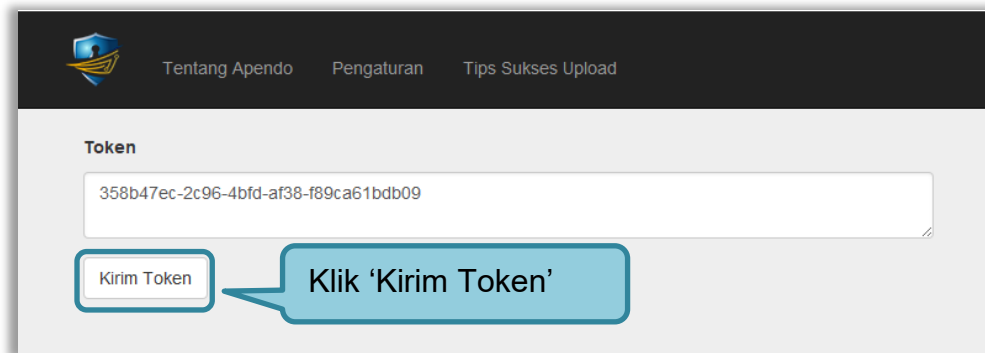 Tentang Apendo Pengaturan Tips Sukses Upload
Token
358b47ec-2c96-4bfd-af38-f89ca61bdb09
Kirim Token
Klik ‘Kirim Token’